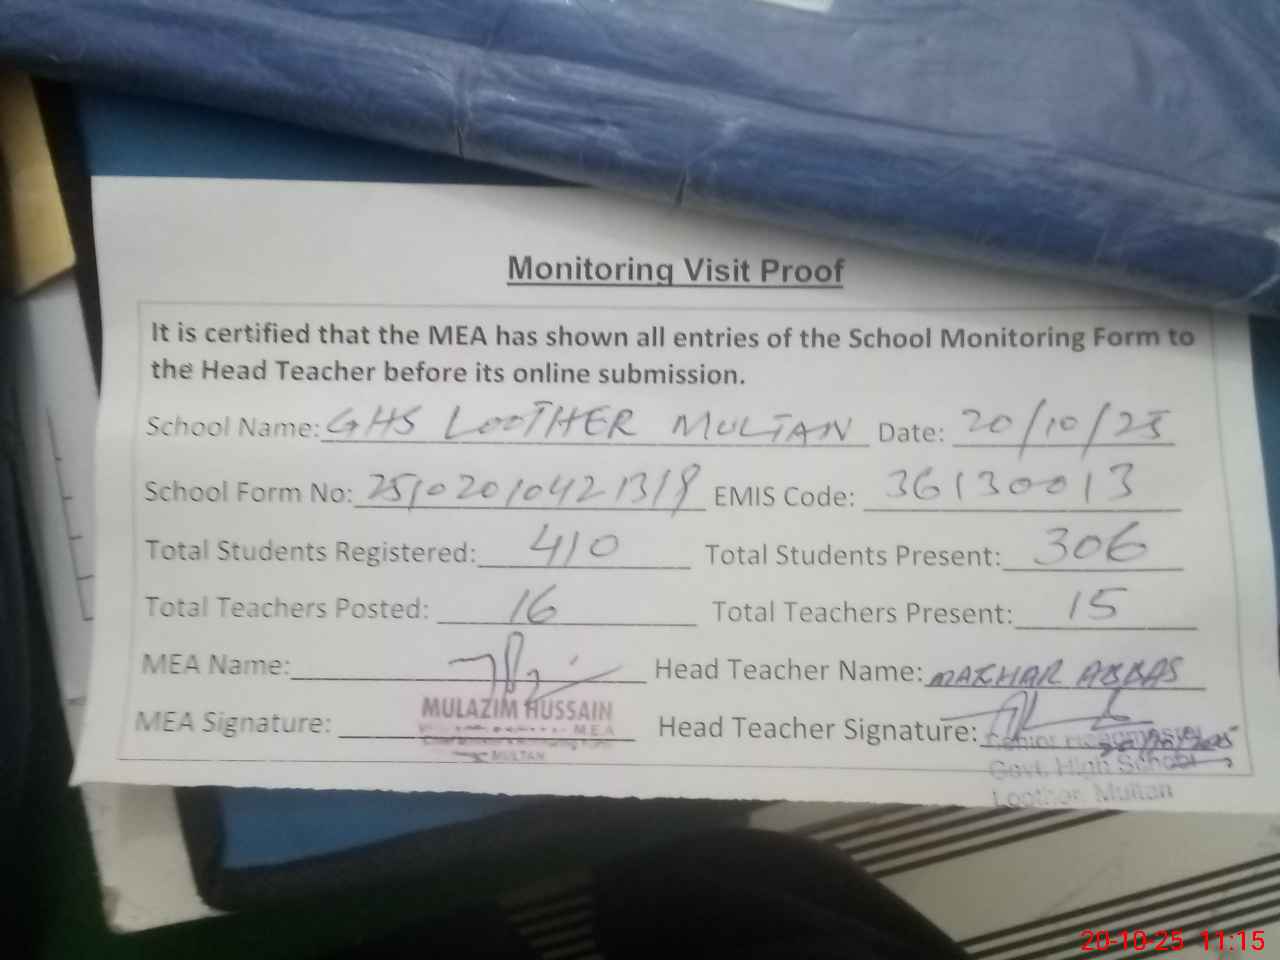 Monitoring Visit Proof
It is certified that the MEA has shown all entries of the School Monitoring Form to
the Head Teacher before its online submission.
School Name: GHS LOOTHER MULTAN Date: 20/10/25
School Form No: 25102010421319 EMIS Code: 36130013
Total Students Registered: 410 Total Students Present: 306
Total Teachers Posted: 16 Total Teachers Present: 15
MEA Name: Head Teacher Name: MAZHAR ABBAS
MULAZIM HUSSAIN
MEA Signature: Head Teacher Signature:
M.E.A
MULTAN
Senior Headmaster
Govt. High School
Loothar, Multan
20-10-25 11:15